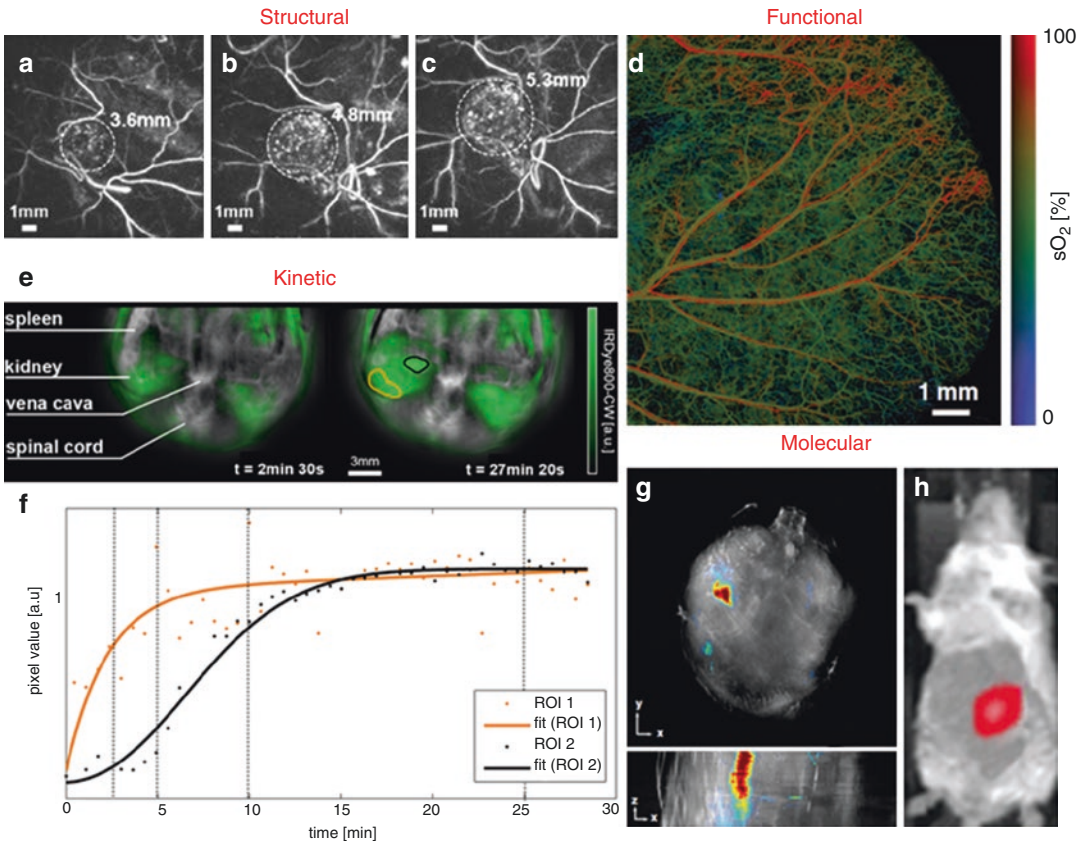 Structural
a
3.6mm
1mm
b
4.8mm
1mm
c
5.3mm
1mm
Functional
d
1 mm
100
sO2 [%]
0
Kinetic
e
spleen
kidney
vena cava
spinal cord
t = 2min 30s
3mm
t = 27min 20s
IRDye800-CW [a.u.]
f
pixel value [a.u]
1
ROI 1
fit (ROI 1)
ROI 2
fit (ROI 2)
0 5 10 15 20 25 30
time [min]
Molecular
g
y
x
z
x
h